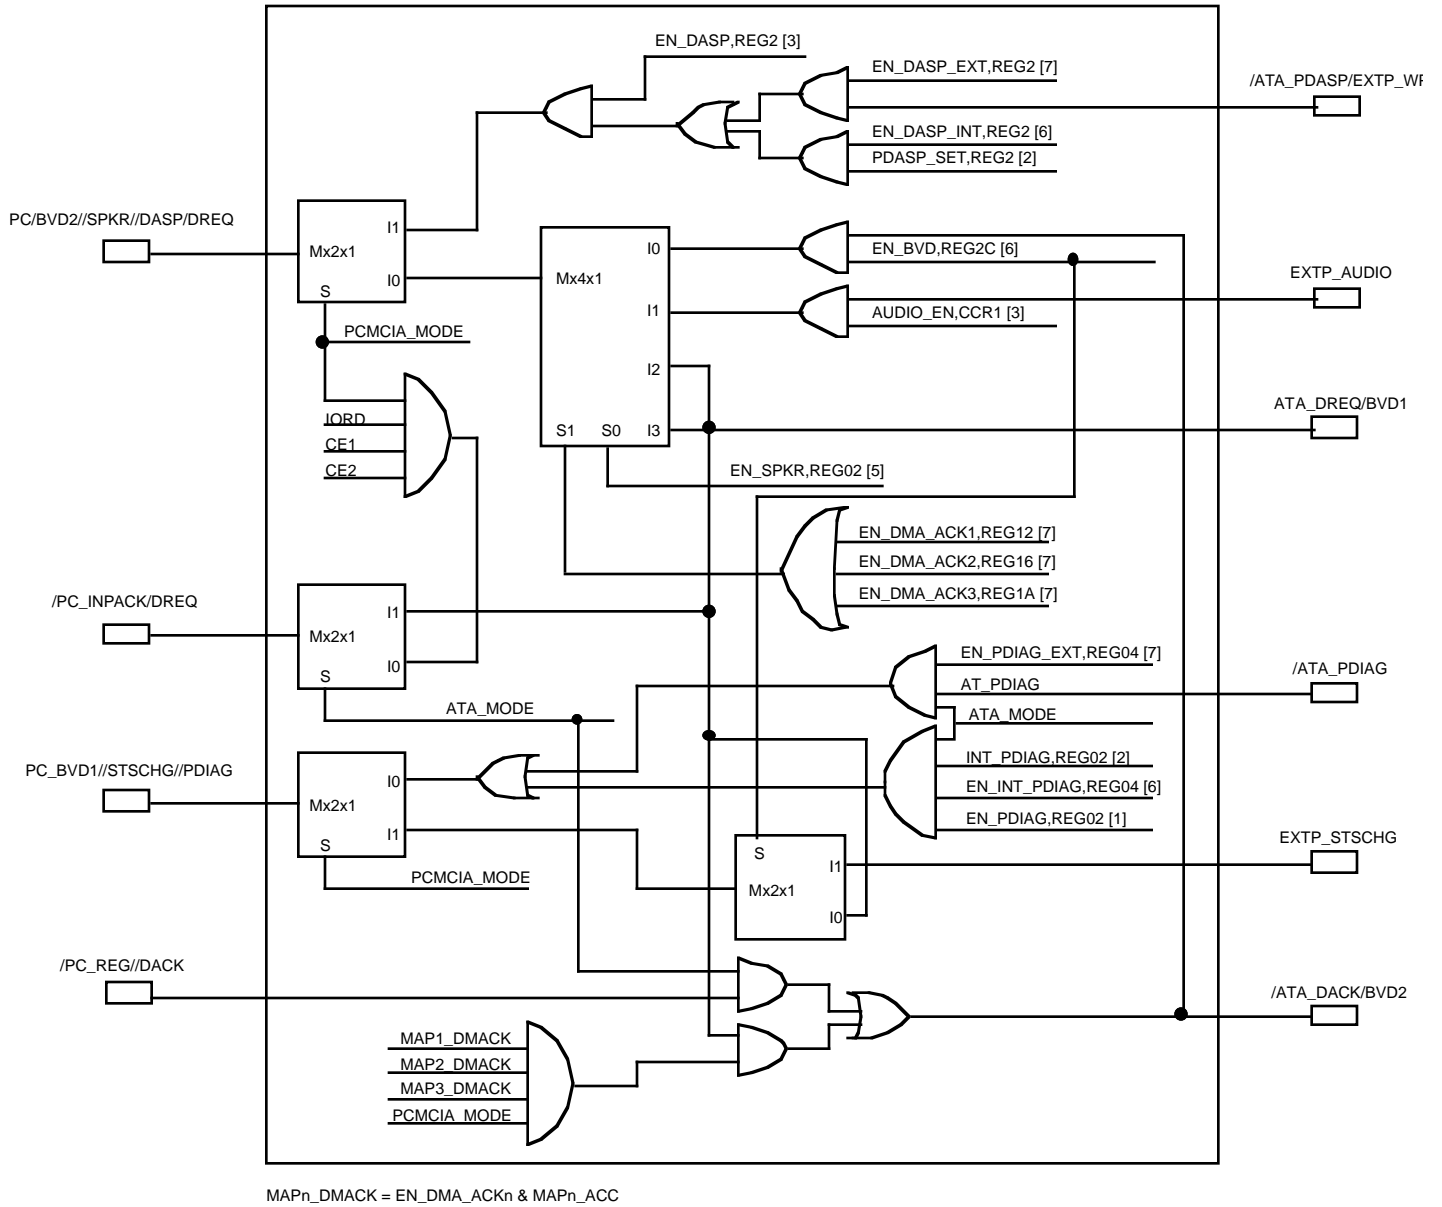 EN_DASP,REG2 [3]
EN_DASP_EXT,REG2 [7]
/ATA_PDASP/EXTP_WF
EN_DASP_INT,REG2 [6]
PDASP_SET,REG2 [2]
PC/BVD2//SPKR//DASP/DREQ
I1
Mx2x1
I0
S
I0
EN_BVD,REG2C [6]
Mx4x1
EXTP_AUDIO
I1
AUDIO_EN,CCR1 [3]
PCMCIA_MODE
I2
ATA_DREQ/BVD1
IORD
S1
S0
I3
CE1
CE2
EN_SPKR,REG02 [5]
EN_DMA_ACK1,REG12 [7]
EN_DMA_ACK2,REG16 [7]
EN_DMA_ACK3,REG1A [7]
/PC_INPACK/DREQ
I1
Mx2x1
I0
S
EN_PDIAG_EXT,REG04 [7]
/ATA_PDIAG
AT_PDIAG
ATA_MODE
ATA_MODE
INT_PDIAG,REG02 [2]
EN_INT_PDIAG,REG04 [6]
EN_PDIAG,REG02 [1]
PC_BVD1//STSCHG//PDIAG
I0
Mx2x1
I1
S
PCMCIA_MODE
EXTP_STSCHG
S
I1
Mx2x1
I0
/PC_REG//DACK
/ATA_DACK/BVD2
MAP1_DMACK
MAP2_DMACK
MAP3_DMACK
PCMCIA_MODE
MAPn_DMACK = EN_DMA_ACKn & MAPn_ACC